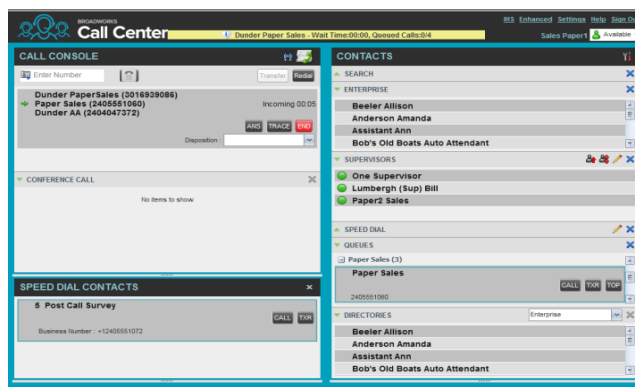 BROADWORKS
Call Center
Dunder Paper Sales - Wait Time:00:00, Queued Calls:0/4
IHS Enhanced Settings Help Sign Ou
Sales Paper1 Available
CALL CONSOLE
Enter Number
Transfer Redial
Dunder PaperSales (3016939086)
Paper Sales (2405551060)
Dunder AA (2404047372)
Incoming 00:05
ANS TRACE END
Disposition :
CONFERENCE CALL
No items to show
SPEED DIAL CONTACTS
5 Post Call Survey
CALL TXR
Business Number : +12405551072
CONTACTS
SEARCH
ENTERPRISE
Beeler Allison
Anderson Amanda
Assistant Ann
Bob's Old Boats Auto Attendant
SUPERVISORS
One Supervisor
Lumbergh (Sup) Bill
Paper2 Sales
SPEED DIAL
QUEUES
Paper Sales (3)
Paper Sales
CALL TXR TOP
2405551060
DIRECTORIES
Enterprise
Beeler Allison
Anderson Amanda
Assistant Ann
Bob's Old Boats Auto Attendant